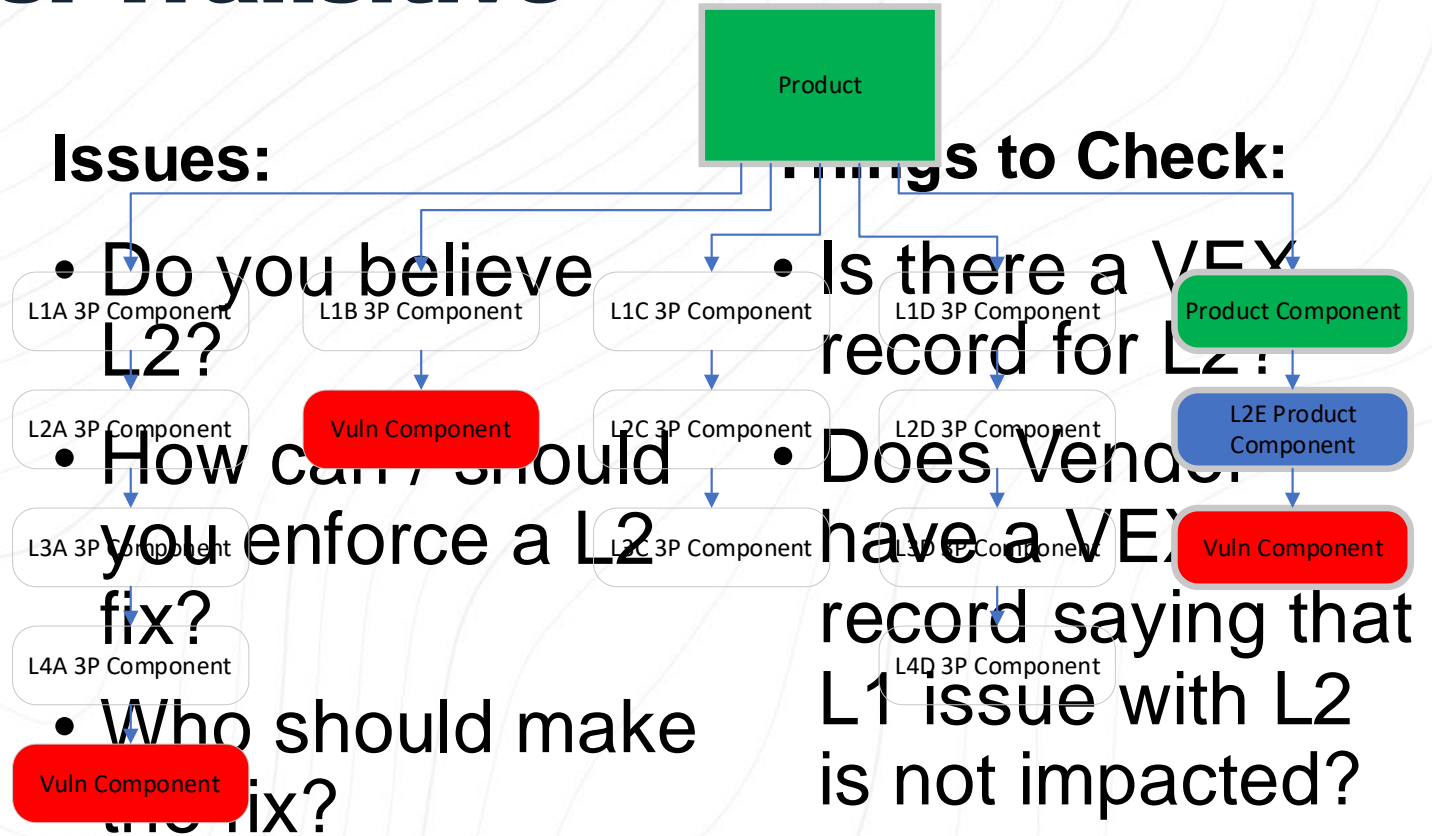 Transitive
Product
Issues:
to Check:
• Do you believe
L2?
• How can / should
you enforce a L2
fix?
• Who should make
the fix?
• Is there a VEX
record for L2?
• Does Vendor
have a VEX
record saying that
L1 issue with L2
is not impacted?
L1A 3P Component
L1B 3P Component
L1C 3P Component
L1D 3P Component
Product Component
L2A 3P Component
Vuln Component
L2C 3P Component
L2D 3P Component
L2E Product
Component
L3A 3P Component
L3C 3P Component
L3D 3P Component
Vuln Component
L4A 3P Component
L4D 3P Component
Vuln Component